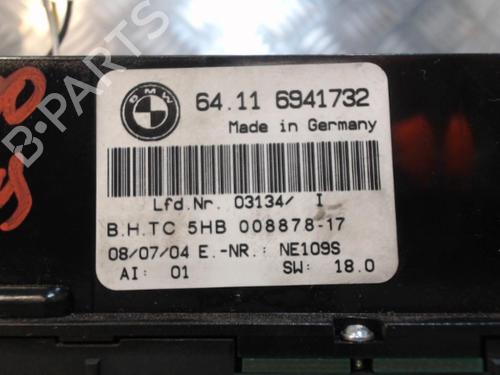 BMW
64.11 6941732
Made in Germany
Lfd.Nr. 03134/ I
B.H.TC 5HB 008878-17
08/07/04 E.-NR.: NE109S
AI: 01 SW: 18.0
B-PARTS